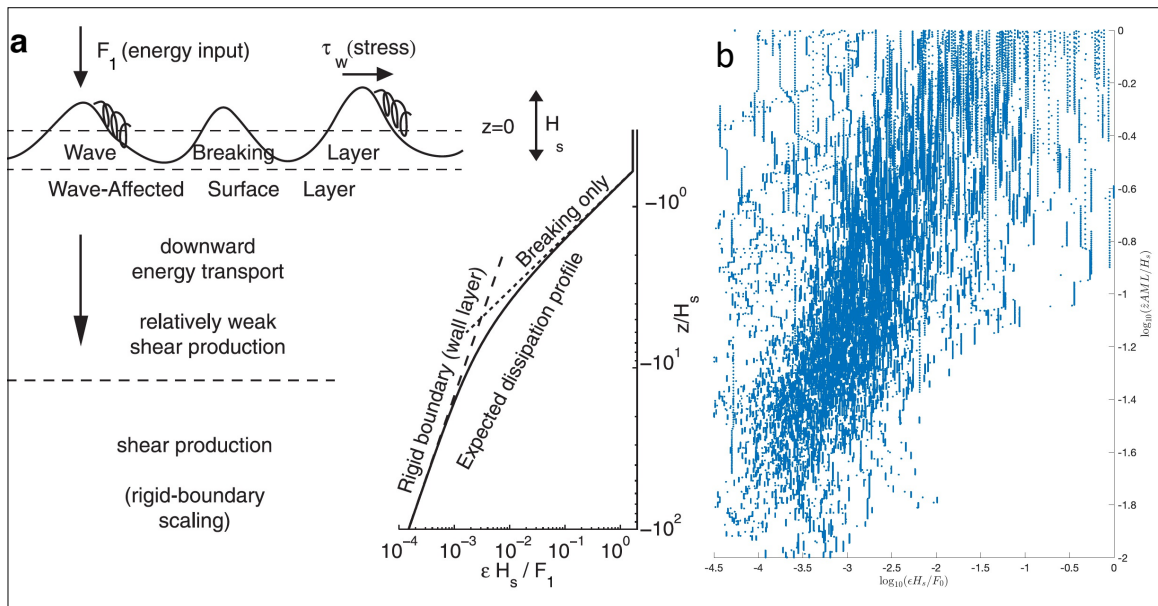 a
F1 (energy input)
τw (stress)
z=0
Hs
Wave Breaking Layer
Wave-Affected Surface Layer
downward
energy transport
relatively weak
shear production
shear production
(rigid-boundary
scaling)
Rigid boundary (wall layer)
Breaking only
Expected dissipation profile
−10^0
−10^1
−10^2
z/Hs
10^−4 10^−3 10^−2 10^−1 10^0
ε Hs / F1
b
0
-0.2
-0.4
-0.6
-0.8
-1
-1.2
-1.4
-1.6
-1.8
-2
log10(ẑAML/Hs)
-4.5 -4 -3.5 -3 -2.5 -2 -1.5 -1 -0.5 0
log10(ϵHs/F0)